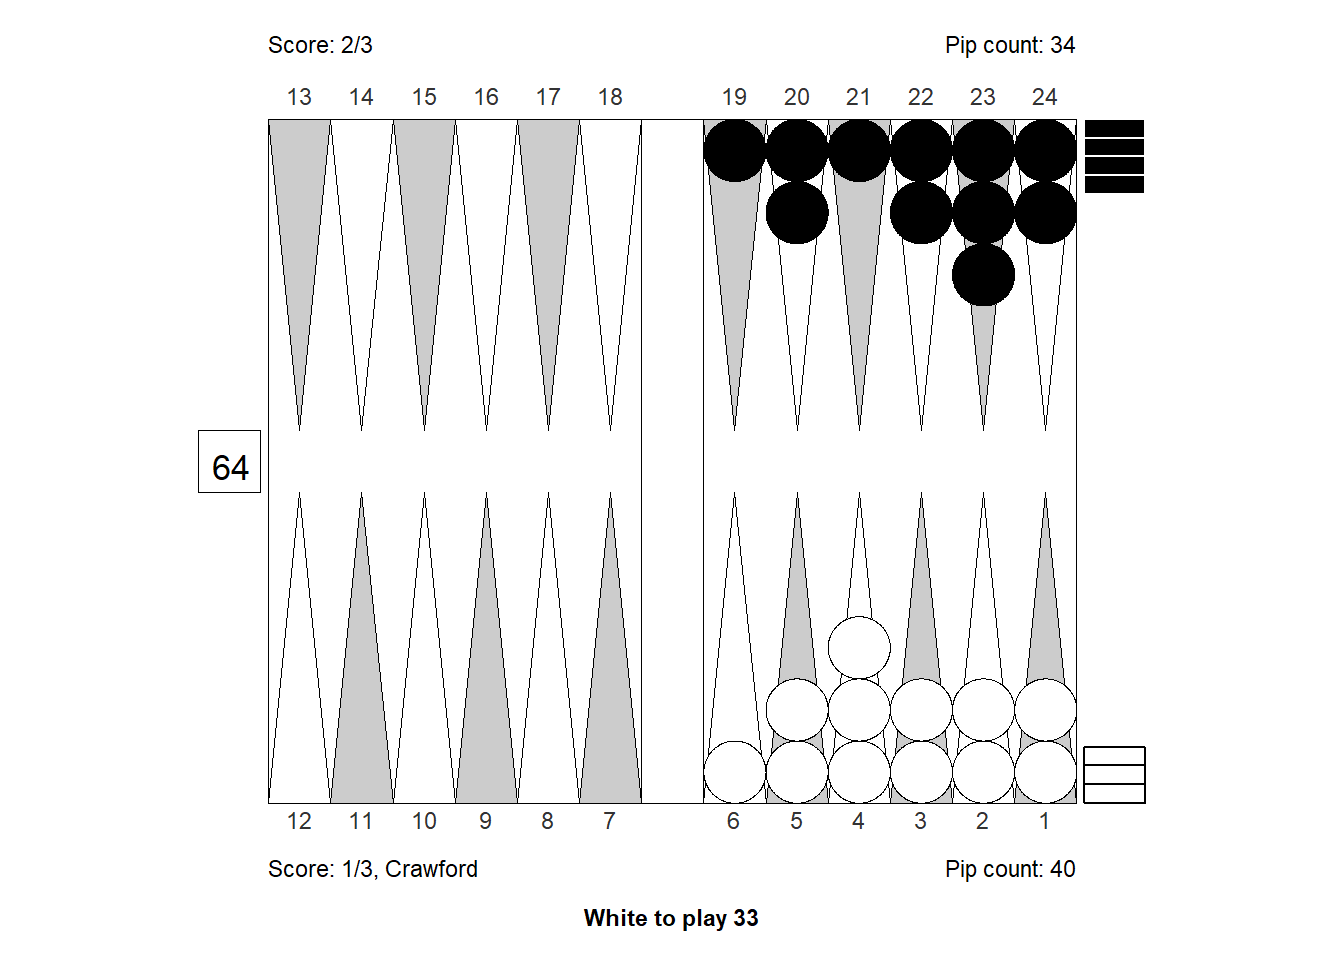 Score: 2/3 Pip count: 34
13 14 15 16 17 18 19 20 21 22 23 24
64
12 11 10 9 8 7 6 5 4 3 2 1
Score: 1/3, Crawford Pip count: 40
White to play 33